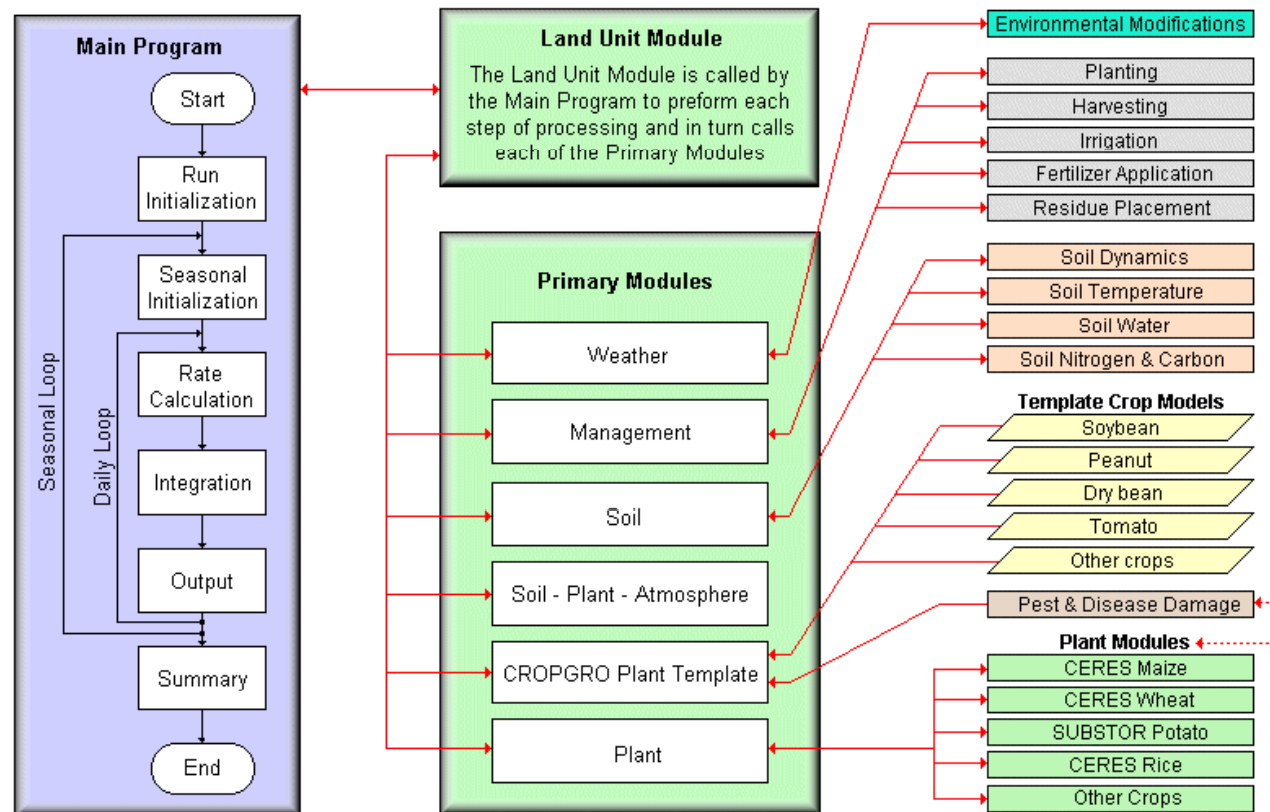 Main Program
Start
Run
Initialization
Seasonal
Initialization
Rate
Calculation
Integration
Output
Summary
End
Seasonal Loop
Daily Loop
Land Unit Module
The Land Unit Module is called by
the Main Program to preform each
step of processing and in turn calls
each of the Primary Modules
Primary Modules
Weather
Management
Soil
Soil - Plant - Atmosphere
CROPGRO Plant Template
Plant
Environmental Modifications
Planting
Harvesting
Irrigation
Fertilizer Application
Residue Placement
Soil Dynamics
Soil Temperature
Soil Water
Soil Nitrogen & Carbon
Template Crop Models
Soybean
Peanut
Dry bean
Tomato
Other crops
Pest & Disease Damage
Plant Modules
CERES Maize
CERES Wheat
SUBSTOR Potato
CERES Rice
Other Crops